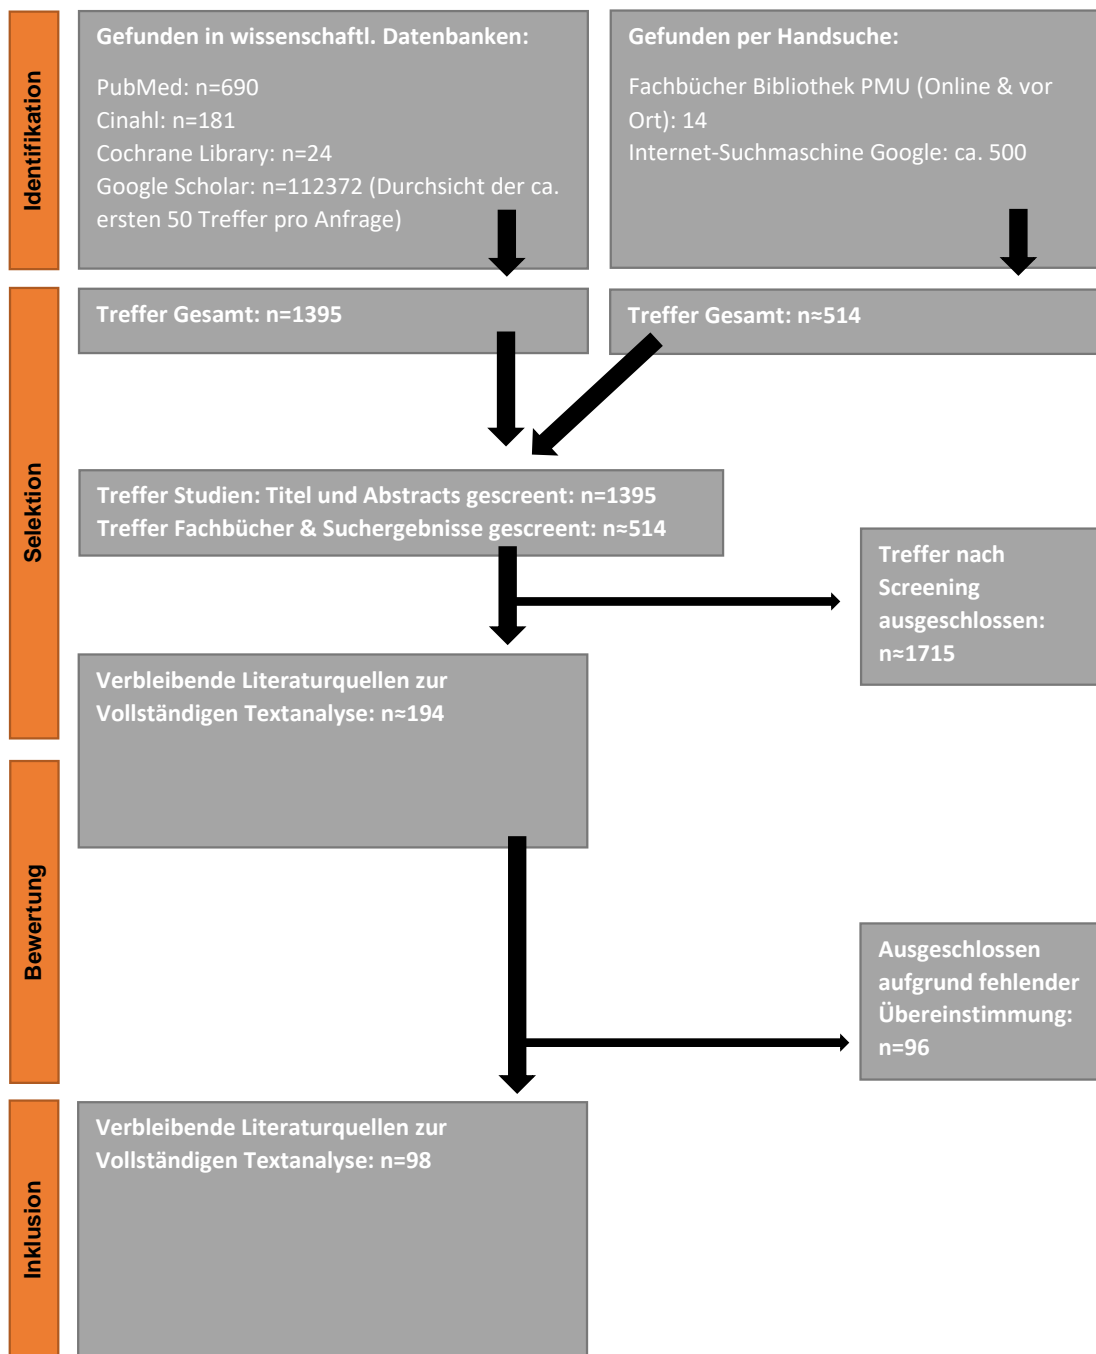 Identifikation
Gefunden in wissenschaftl. Datenbanken:
PubMed: n=690
Cinahl: n=181
Cochrane Library: n=24
Google Scholar: n=112372 (Durchsicht der ca.
ersten 50 Treffer pro Anfrage)
Gefunden per Handsuche:
Fachbücher Bibliothek PMU (Online & vor
Ort): 14
Internet-Suchmaschine Google: ca. 500
Selektion
Treffer Gesamt: n=1395
Treffer Gesamt: n≈514
Treffer Studien: Titel und Abstracts gescreent: n=1395
Treffer Fachbücher & Suchergebnisse gescreent: n≈514
Treffer nach
Screening
ausgeschlossen:
n≈1715
Verbleibende Literaturquellen zur
Vollständigen Textanalyse: n≈194
Bewertung
Ausgeschlossen
aufgrund fehlender
Übereinstimmung:
n=96
Inklusion
Verbleibende Literaturquellen zur
Vollständigen Textanalyse: n=98